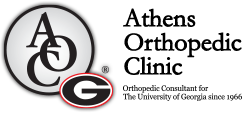 AOC
G
®
Athens
Orthopedic
Clinic
Orthopedic Consultant for
The University of Georgia since 1966